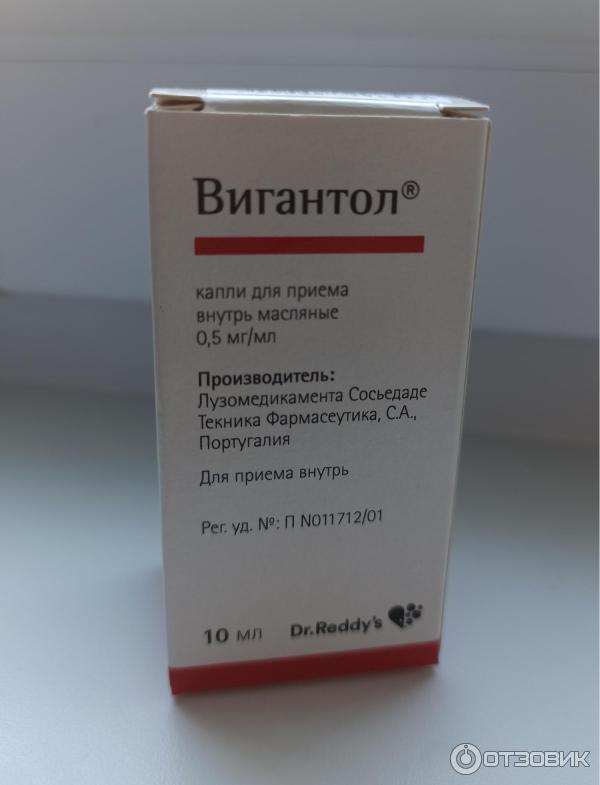 Вигантол®
капли для приема
внутрь масляные
0,5 мг/мл
Производитель:
Лузомедикамента Сосьедаде
Текника Фармасеутика, С.А.,
Португалия
Для приема внутрь
Рег. уд. №: П N011712/01
10 мл Dr.Reddy's
ОТЗОВИК